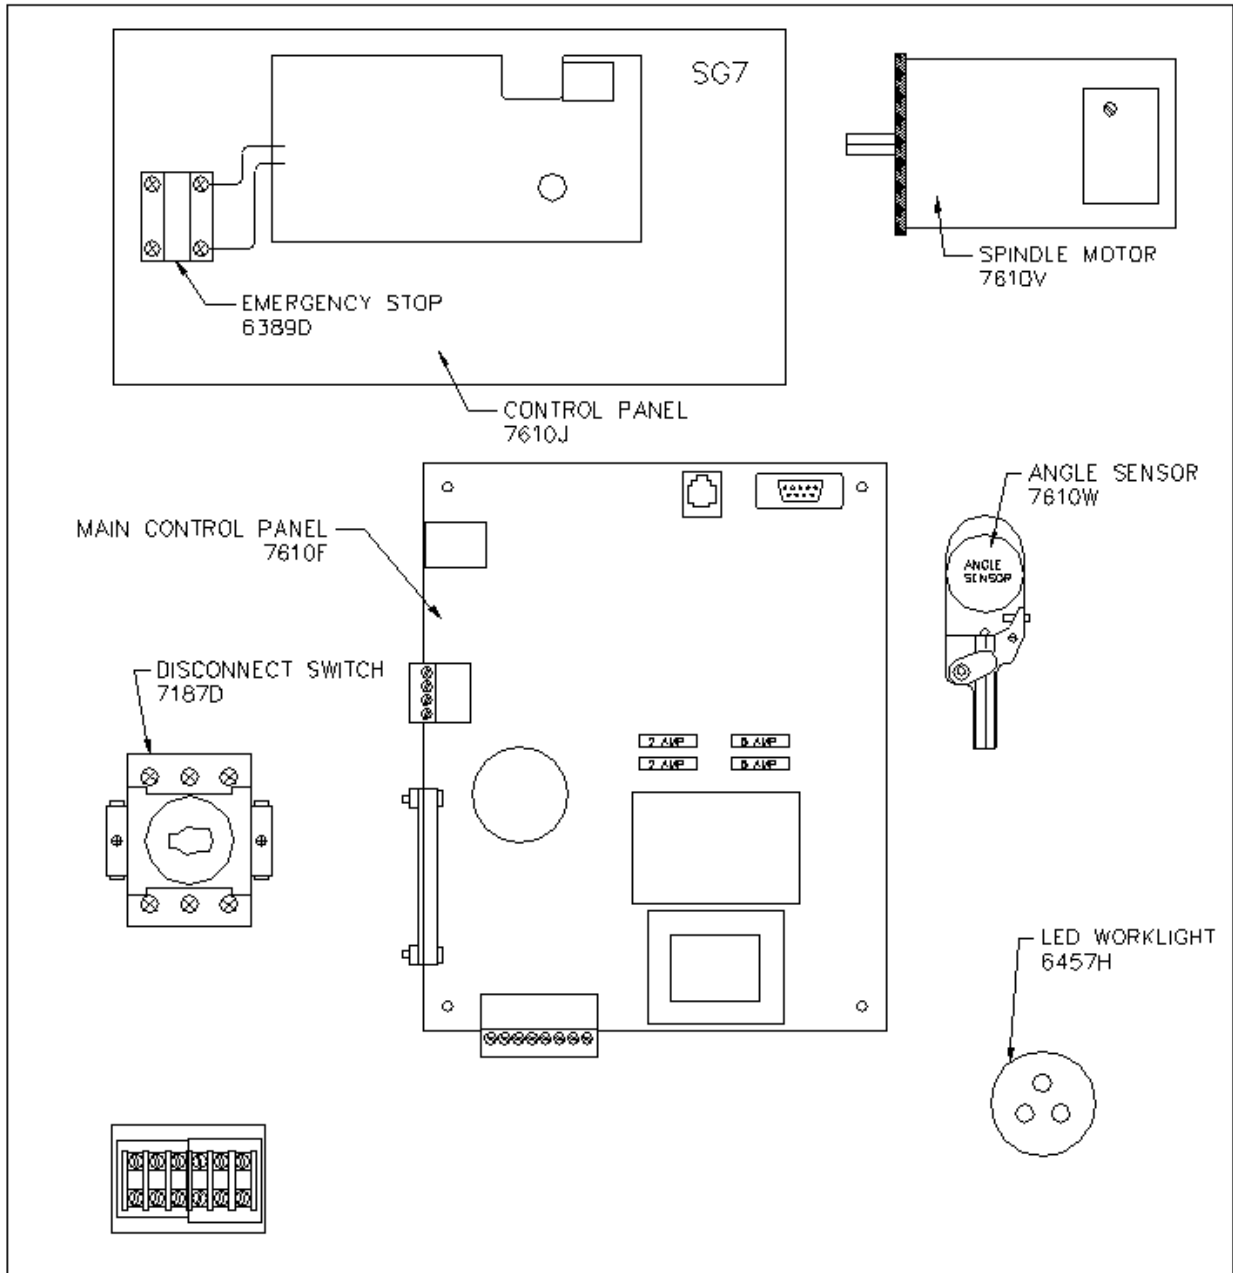 SG7
SPINDLE MOTOR
7610V
EMERGENCY STOP
6389D
CONTROL PANEL
7610J
ANGLE SENSOR
7610W
MAIN CONTROL PANEL
7610F
ANGLE
SENSOR
DISCONNECT SWITCH
7187D
2 AMP
2 AMP
LED WORKLIGHT
6457H